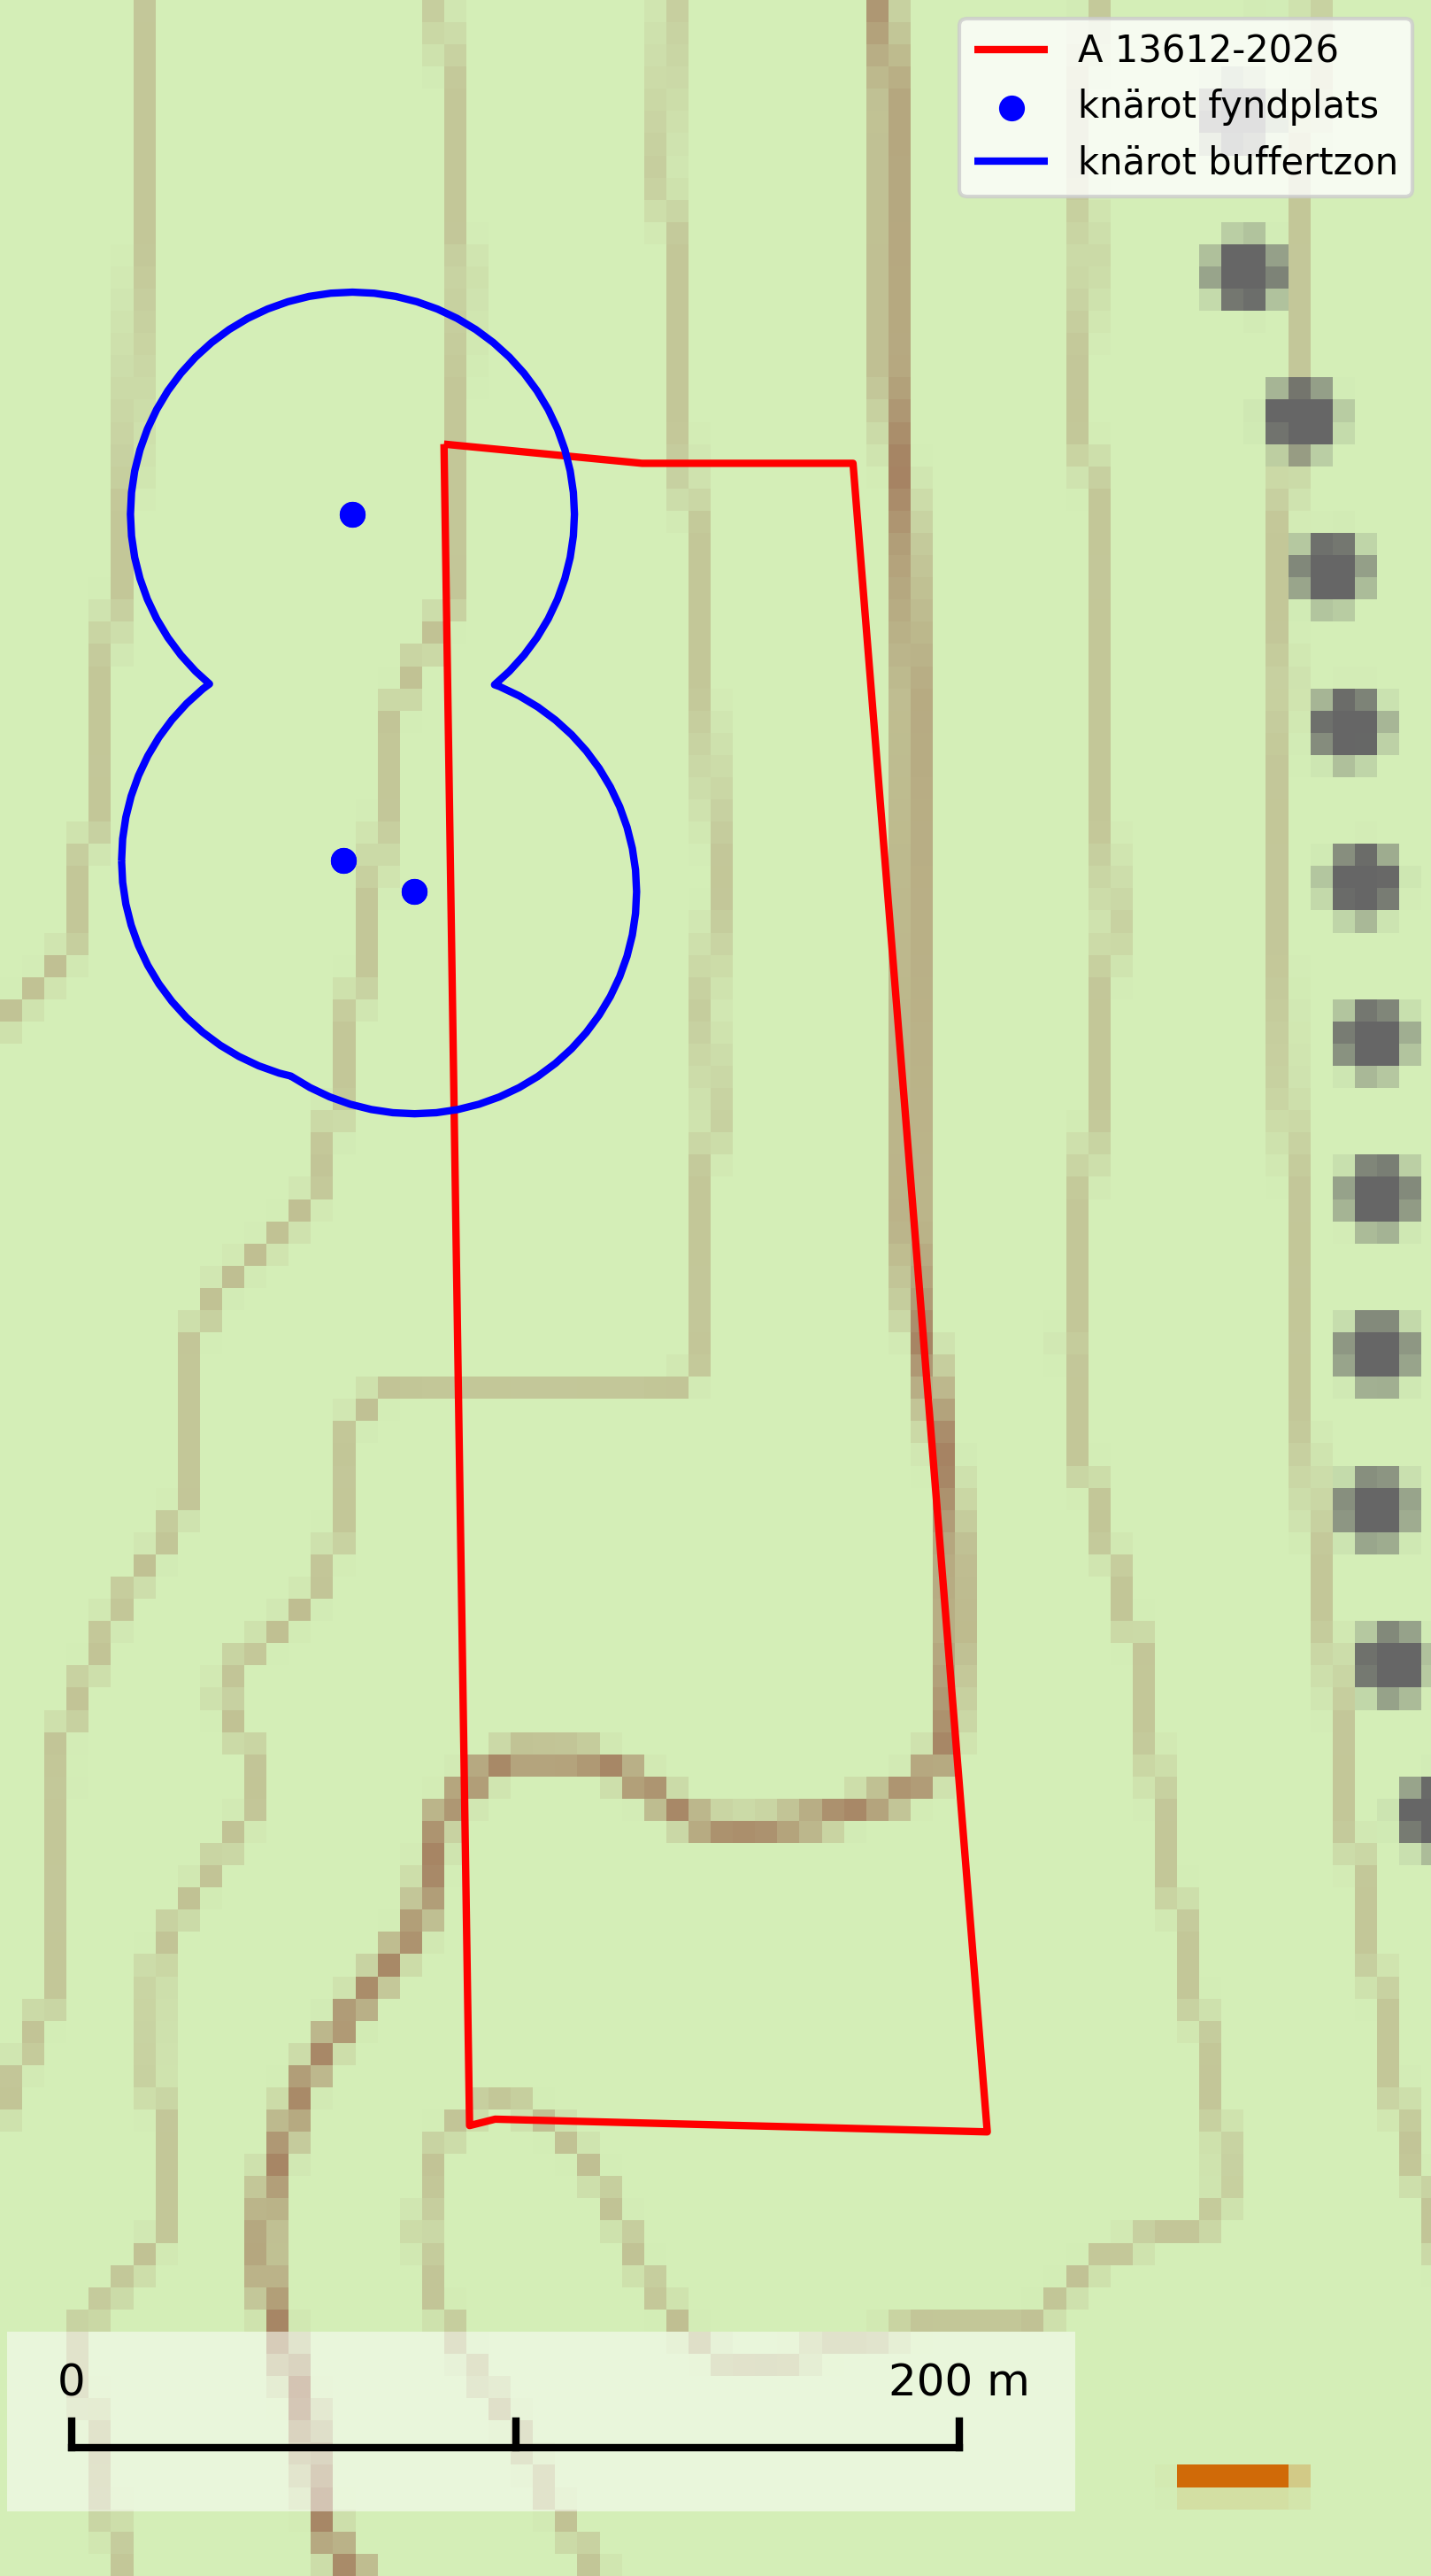 A 13612-2026
knärot fyndplats
knärot buffertzon
0 200 m